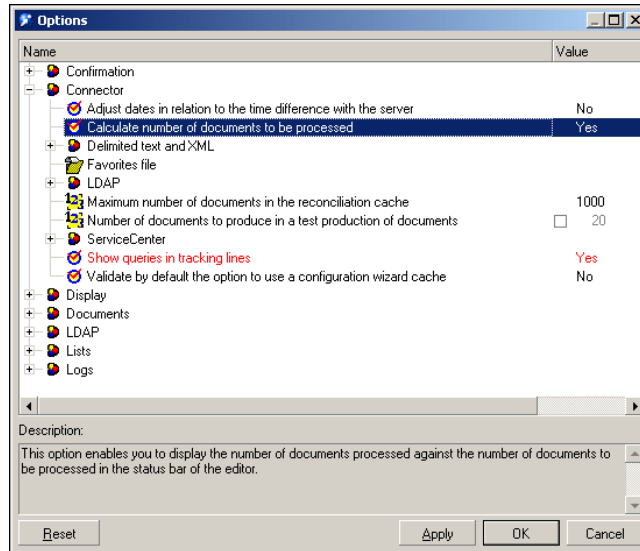 Options
Name Value
Confirmation
Connector
Adjust dates in relation to the time difference with the server No
Calculate number of documents to be processed Yes
Delimited text and XML
Favorites file
LDAP
Maximum number of documents in the reconciliation cache 1000
Number of documents to produce in a test production of documents 20
ServiceCenter
Show queries in tracking lines Yes
Validate by default the option to use a configuration wizard cache No
Display
Documents
LDAP
Lists
Logs
Description:
This option enables you to display the number of documents processed against the number of documents to
be processed in the status bar of the editor.
Reset Apply OK Cancel